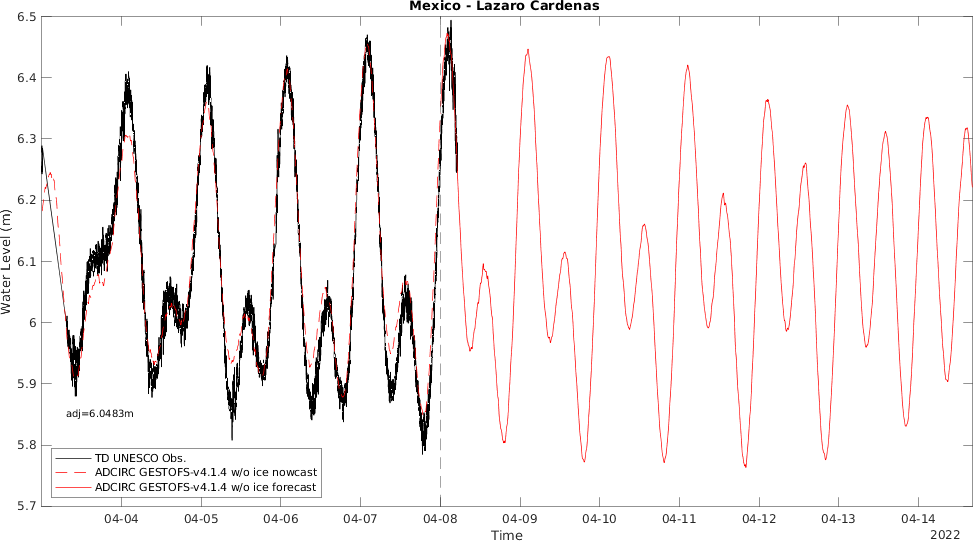 Mexico - Lazaro Cardenas
6.5
6.4
6.3
6.2
6.1
6
5.9
5.8
5.7
Water Level (m)
adj=6.0483m
TD UNESCO Obs.
ADCIRC GESTOFS-v4.1.4 w/o ice nowcast
ADCIRC GESTOFS-v4.1.4 w/o ice forecast
04-04 04-05 04-06 04-07 04-08 04-09 04-10 04-11 04-12 04-13 04-14
2022
Time